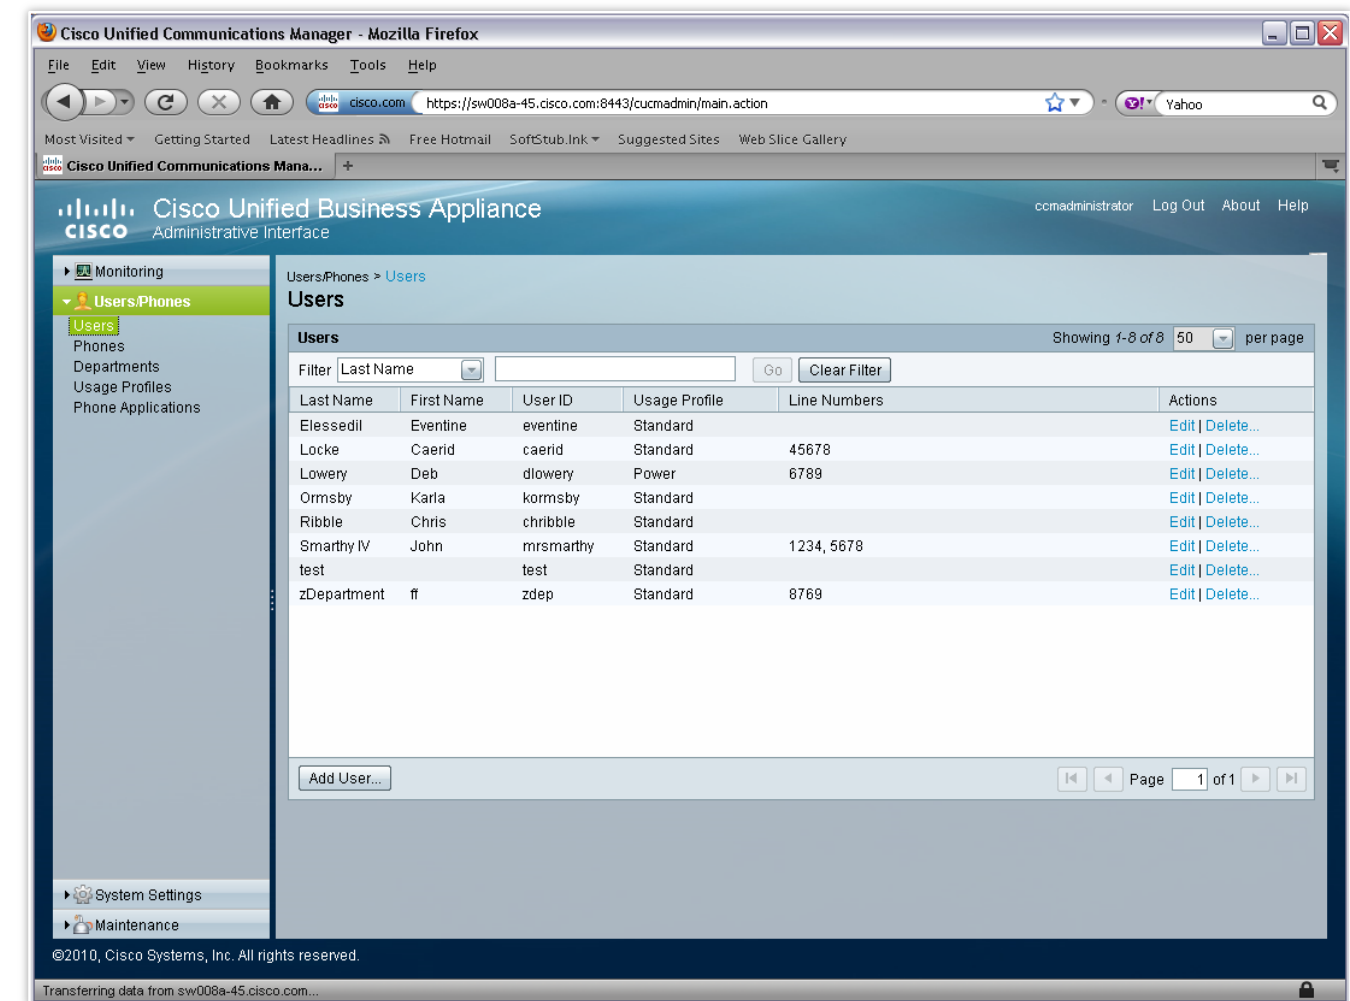 Cisco Unified Communications Manager - Mozilla Firefox
File Edit View History Bookmarks Tools Help
cisco.com https://sw008a-45.cisco.com:8443/cucmadmin/main.action Yahoo
Most Visited Getting Started Latest Headlines Free Hotmail SoftStub.Ink Suggested Sites Web Slice Gallery
Cisco Unified Communications Mana... +
CISCO Cisco Unified Business Appliance
Administrative Interface
ccmadministrator Log Out About Help
Monitoring
Users/Phones
Users
Phones
Departments
Usage Profiles
Phone Applications
System Settings
Maintenance
Users/Phones > Users
Users
Users Showing 1-8 of 8 50 per page
Filter Last Name Go Clear Filter
Last Name First Name User ID Usage Profile Line Numbers Actions
Elessedil Eventine eventine Standard Edit | Delete...
Locke Caerid caerid Standard 45678 Edit | Delete...
Lowery Deb dlowery Power 6789 Edit | Delete...
Ormsby Karla kormsby Standard Edit | Delete...
Ribble Chris chribble Standard Edit | Delete...
Smarthy IV John mrsmarthy Standard 1234, 5678 Edit | Delete...
test test Standard Edit | Delete...
zDepartment ff zdep Standard 8769 Edit | Delete...
Add User... Page 1 of 1
©2010, Cisco Systems, Inc. All rights reserved.
Transferring data from sw008a-45.cisco.com...